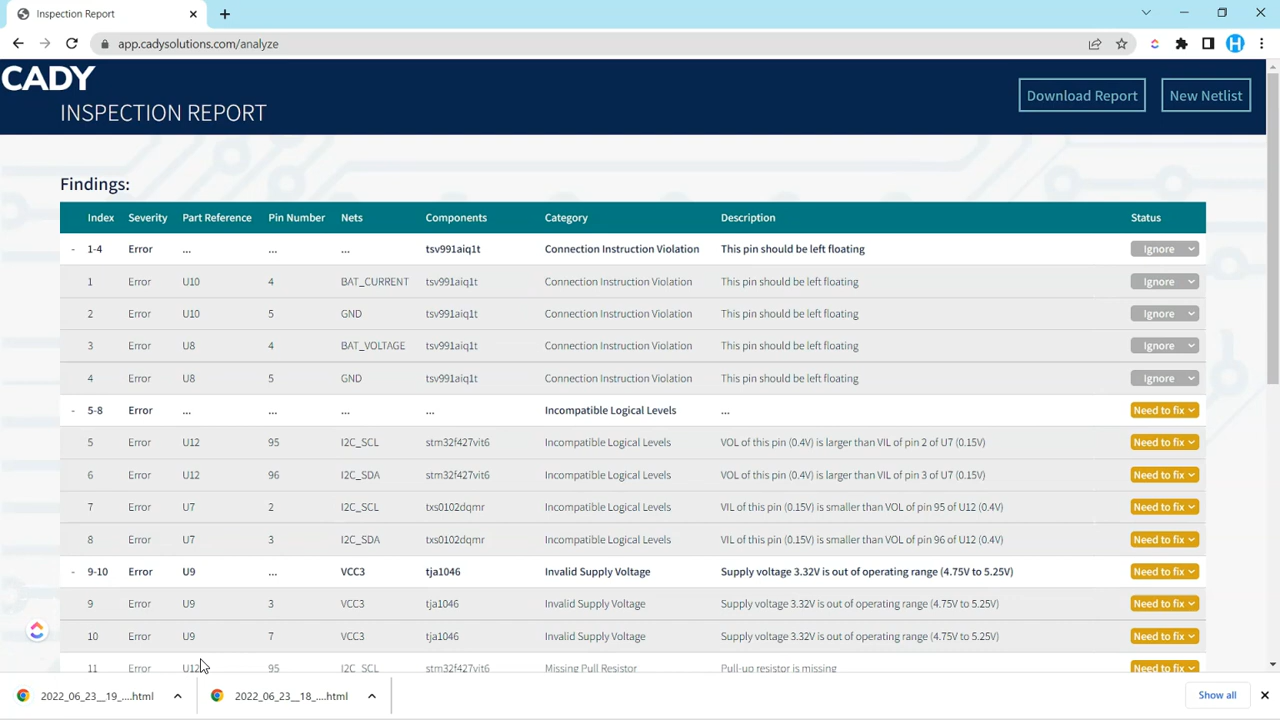 Inspection Report
app.cadysolutions.com/analyze
CADY
INSPECTION REPORT
Download Report New Netlist
Findings:
Index Severity Part Reference Pin Number Nets Components Category Description Status
- 1-4 Error ... ... ... tsv991aiq1t Connection Instruction Violation This pin should be left floating Ignore
1 Error U10 4 BAT_CURRENT tsv991aiq1t Connection Instruction Violation This pin should be left floating Ignore
2 Error U10 5 GND tsv991aiq1t Connection Instruction Violation This pin should be left floating Ignore
3 Error U8 4 BAT_VOLTAGE tsv991aiq1t Connection Instruction Violation This pin should be left floating Ignore
4 Error U8 5 GND tsv991aiq1t Connection Instruction Violation This pin should be left floating Ignore
- 5-8 Error ... ... ... ... Incompatible Logical Levels ... Need to fix
5 Error U12 95 I2C_SCL stm32f427vit6 Incompatible Logical Levels VOL of this pin (0.4V) is larger than VIL of pin 2 of U7 (0.15V) Need to fix
6 Error U12 96 I2C_SDA stm32f427vit6 Incompatible Logical Levels VOL of this pin (0.4V) is larger than VIL of pin 3 of U7 (0.15V) Need to fix
7 Error U7 2 I2C_SCL txs0102dqmr Incompatible Logical Levels VIL of this pin (0.15V) is smaller than VOL of pin 95 of U12 (0.4V) Need to fix
8 Error U7 3 I2C_SDA txs0102dqmr Incompatible Logical Levels VIL of this pin (0.15V) is smaller than VOL of pin 96 of U12 (0.4V) Need to fix
- 9-10 Error U9 ... VCC3 tja1046 Invalid Supply Voltage Supply voltage 3.32V is out of operating range (4.75V to 5.25V) Need to fix
9 Error U9 3 VCC3 tja1046 Invalid Supply Voltage Supply voltage 3.32V is out of operating range (4.75V to 5.25V) Need to fix
10 Error U9 7 VCC3 tja1046 Invalid Supply Voltage Supply voltage 3.32V is out of operating range (4.75V to 5.25V) Need to fix
11 Error U12 95 I2C_SCL stm32f427vit6 Missing Pull Resistor Pull-up resistor is missing Need to fix
2022_06_23__19_....html 2022_06_23__18_....html Show all